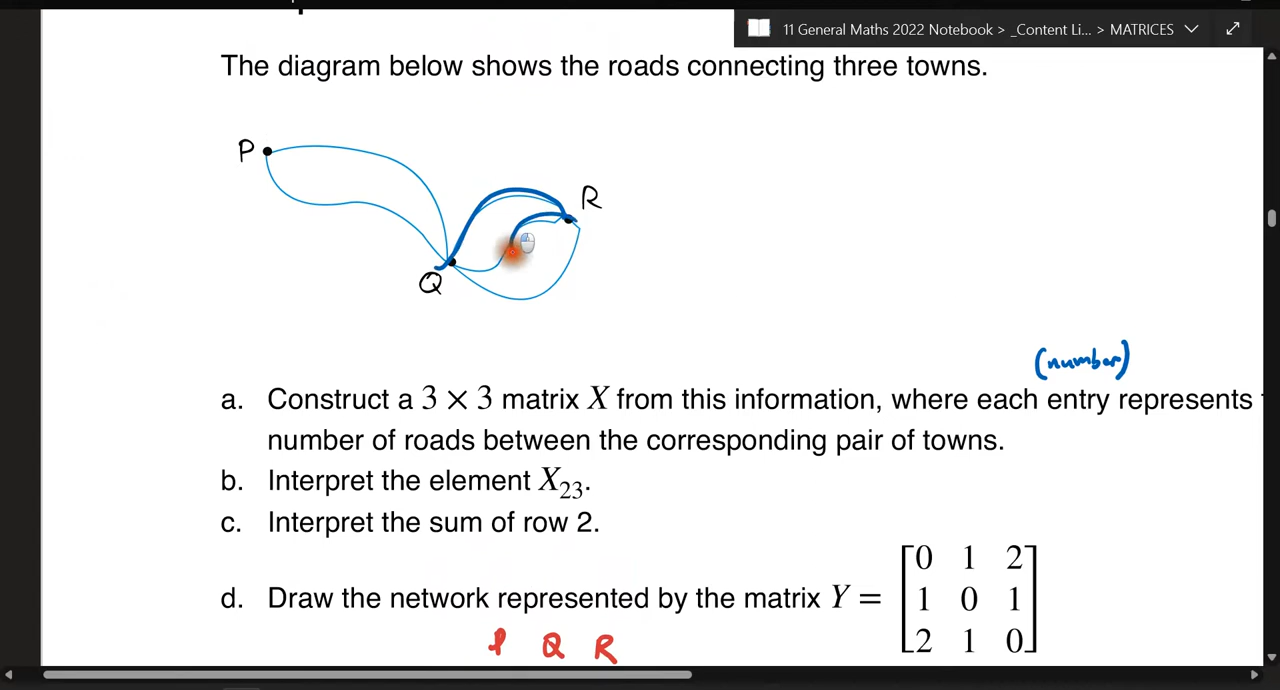 11 General Maths 2022 Notebook > _Content Li... > MATRICES
The diagram below shows the roads connecting three towns.
P
R
Q
(number)
a. Construct a 3 × 3 matrix X from this information, where each entry represents
number of roads between the corresponding pair of towns.
b. Interpret the element X₂₃.
c. Interpret the sum of row 2.
d. Draw the network represented by the matrix Y =
0 1 2
1 0 1
2 1 0
P Q R